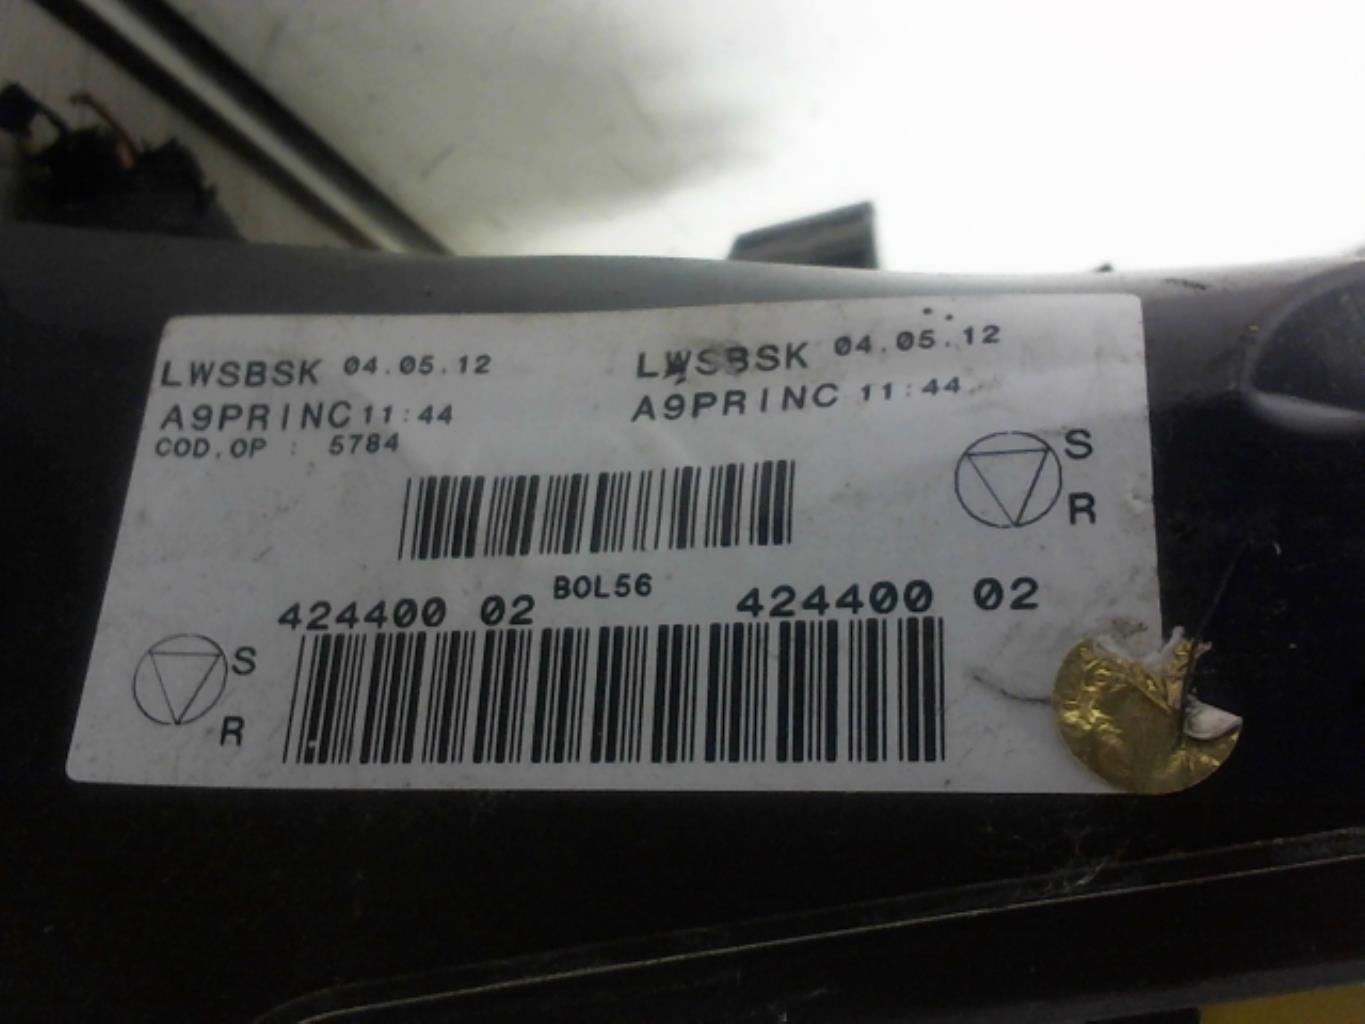 LWSBSK 04.05.12 LWSBSK 04.05.12
A9PRINC 11:44 A9PRINC 11:44
COD.OP : 5784
S
R
BOL56
424400 02 424400 02
S
R